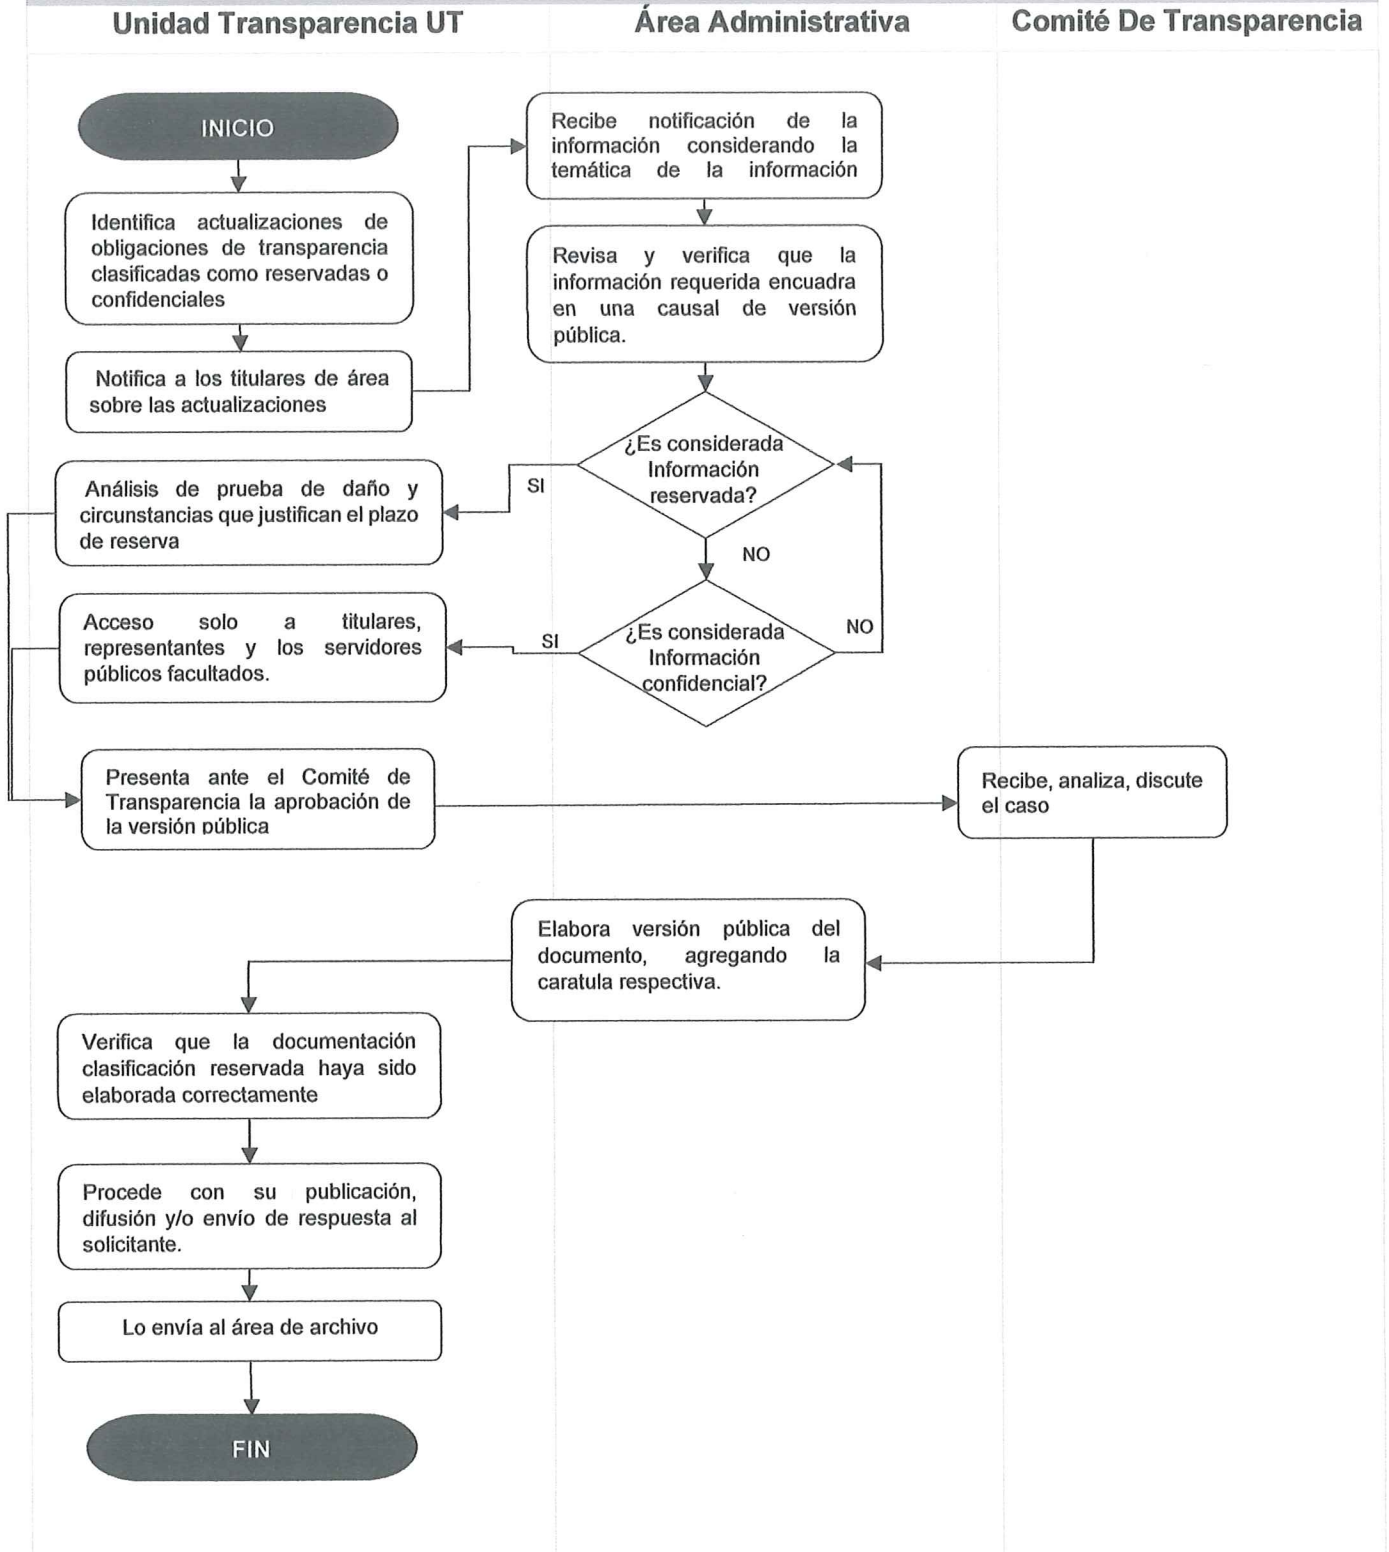 Unidad Transparencia UT
Área Administrativa
Comité De Transparencia
INICIO
Identifica actualizaciones de
obligaciones de transparencia
clasificadas como reservadas o
confidenciales
Notifica a los titulares de área
sobre las actualizaciones
Recibe notificación de la
información considerando la
temática de la información
Revisa y verifica que la
información requerida encuadra
en una causal de versión
pública.
¿Es considerada
Información
reservada?
SI
NO
Análisis de prueba de daño y
circunstancias que justifican el plazo
de reserva
¿Es considerada
Información
confidencial?
SI
NO
Acceso solo a titulares,
representantes y los servidores
públicos facultados.
Presenta ante el Comité de
Transparencia la aprobación de
la versión pública
Recibe, analiza, discute
el caso
Elabora versión pública del
documento, agregando la
caratula respectiva.
Verifica que la documentación
clasificación reservada haya sido
elaborada correctamente
Procede con su publicación,
difusión y/o envío de respuesta al
solicitante.
Lo envía al área de archivo
FIN